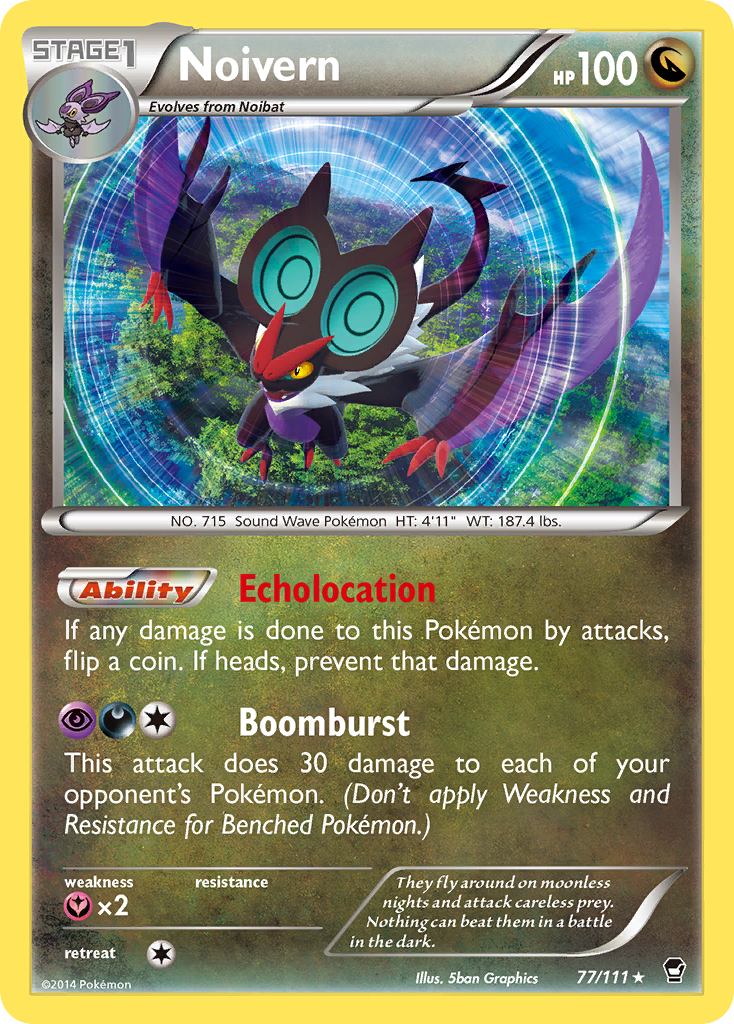 STAGE1
Noivern
HP100
Evolves from Noibat
NO. 715 Sound Wave Pokémon HT: 4'11" WT: 187.4 lbs.
Ability Echolocation
If any damage is done to this Pokémon by attacks,
flip a coin. If heads, prevent that damage.
Boomburst
This attack does 30 damage to each of your
opponent's Pokémon. (Don't apply Weakness and
Resistance for Benched Pokémon.)
weakness resistance
×2
They fly around on moonless
nights and attack careless prey.
Nothing can beat them in a battle
in the dark.
retreat
©2014 Pokémon
Illus. 5ban Graphics 77/111 ★